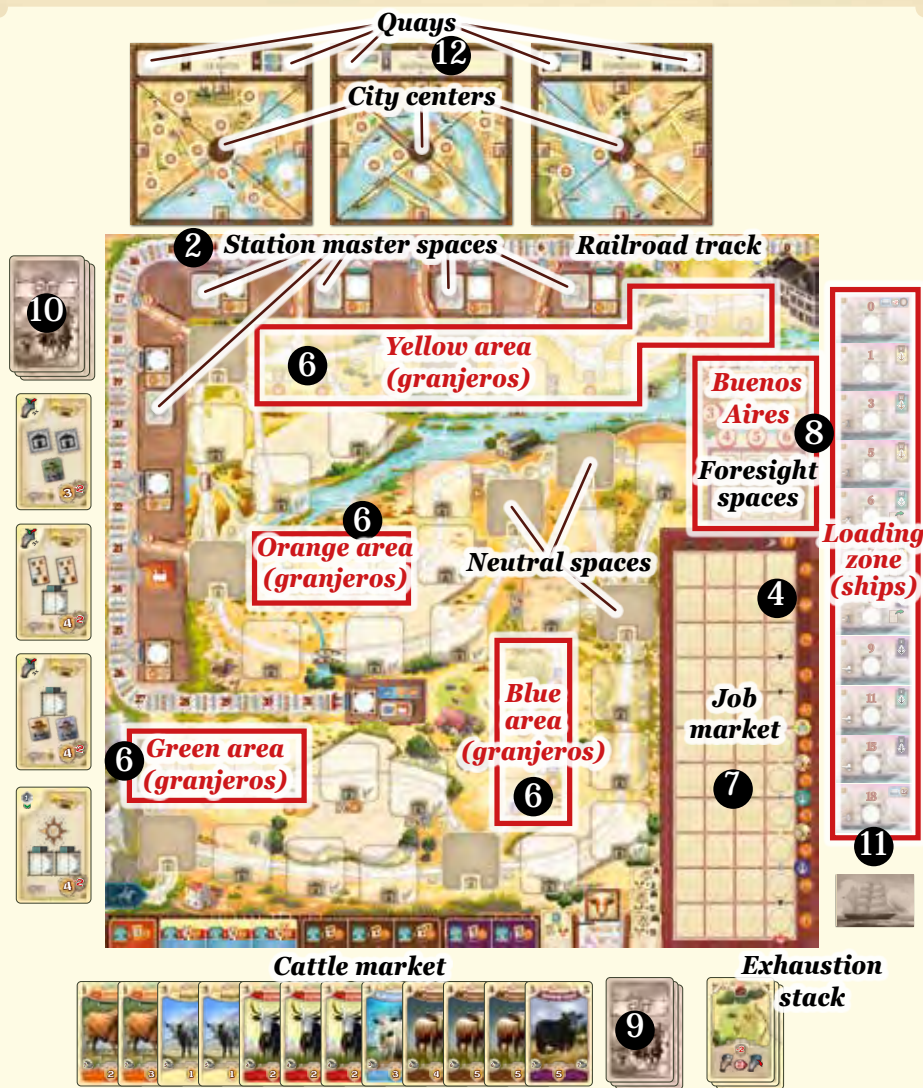 Quays
12
City centers
2
Station master spaces
Railroad track
10
6
Yellow area
(granjeros)
Buenos
Aires
8
Foresight
spaces
6
Orange area
(granjeros)
Neutral spaces
Loading
zone
(ships)
4
Job
market
7
Blue
area
(granjeros)
6
6
Green area
(granjeros)
11
Cattle market
Exhaustion
stack
9